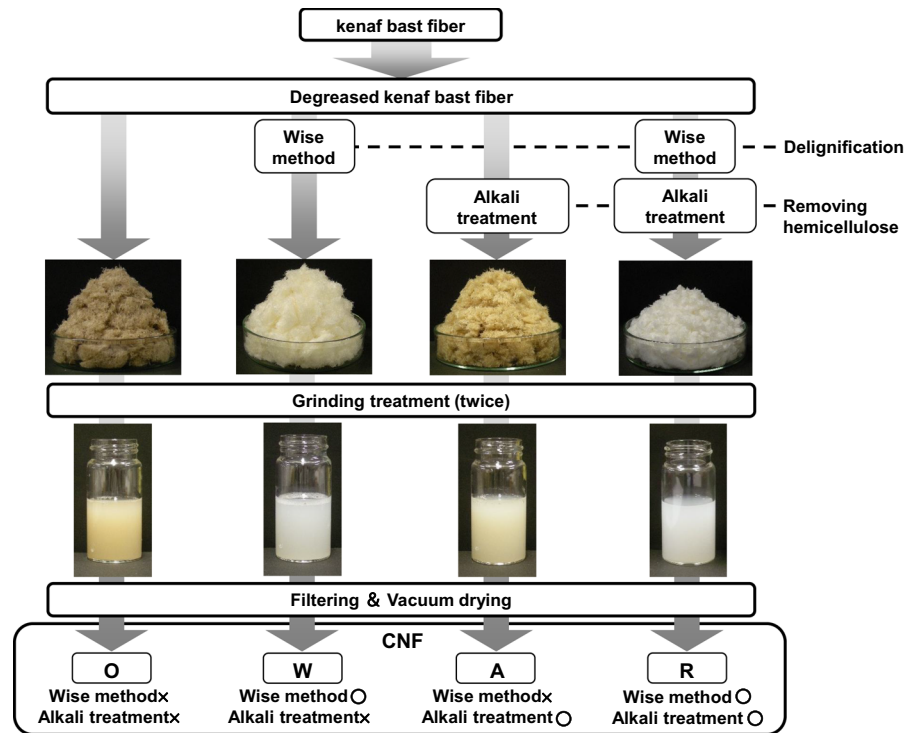 kenaf bast fiber
Degreased kenaf bast fiber
Wise
method
Wise
method
Delignification
Alkali
treatment
Alkali
treatment
Removing
hemicellulose
Grinding treatment (twice)
Filtering & Vacuum drying
CNF
O
W
A
R
Wise method×
Wise method○
Wise method×
Wise method○
Alkali treatment×
Alkali treatment×
Alkali treatment○
Alkali treatment○